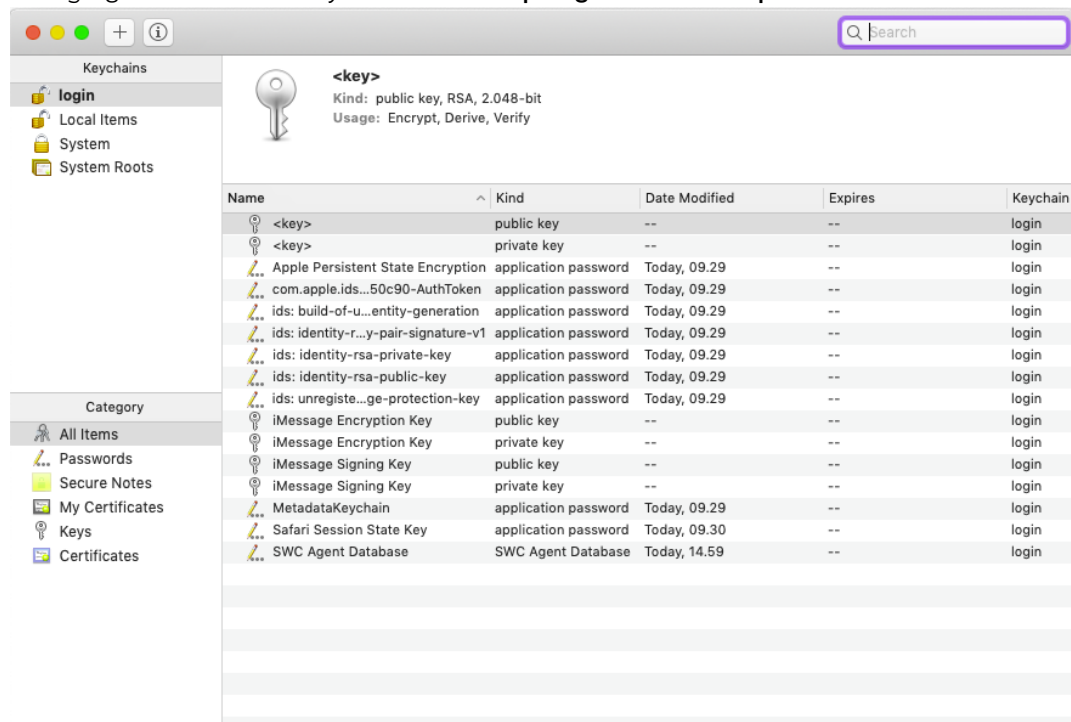 Search
Keychains
login
Local Items
System
System Roots
<key>
Kind: public key, RSA, 2.048-bit
Usage: Encrypt, Derive, Verify
Name Kind Date Modified Expires Keychain
<key> public key -- -- login
<key> private key -- -- login
Apple Persistent State Encryption application password Today, 09.29 -- login
com.apple.ids...50c90-AuthToken application password Today, 09.29 -- login
ids: build-of-u...entity-generation application password Today, 09.29 -- login
ids: identity-r...y-pair-signature-v1 application password Today, 09.29 -- login
ids: identity-rsa-private-key application password Today, 09.29 -- login
ids: identity-rsa-public-key application password Today, 09.29 -- login
ids: unregiste...ge-protection-key application password Today, 09.29 -- login
iMessage Encryption Key public key -- -- login
iMessage Encryption Key private key -- -- login
iMessage Signing Key public key -- -- login
iMessage Signing Key private key -- -- login
MetadataKeychain application password Today, 09.29 -- login
Safari Session State Key application password Today, 09.30 -- login
SWC Agent Database SWC Agent Database Today, 14.59 -- login
Category
All Items
Passwords
Secure Notes
My Certificates
Keys
Certificates